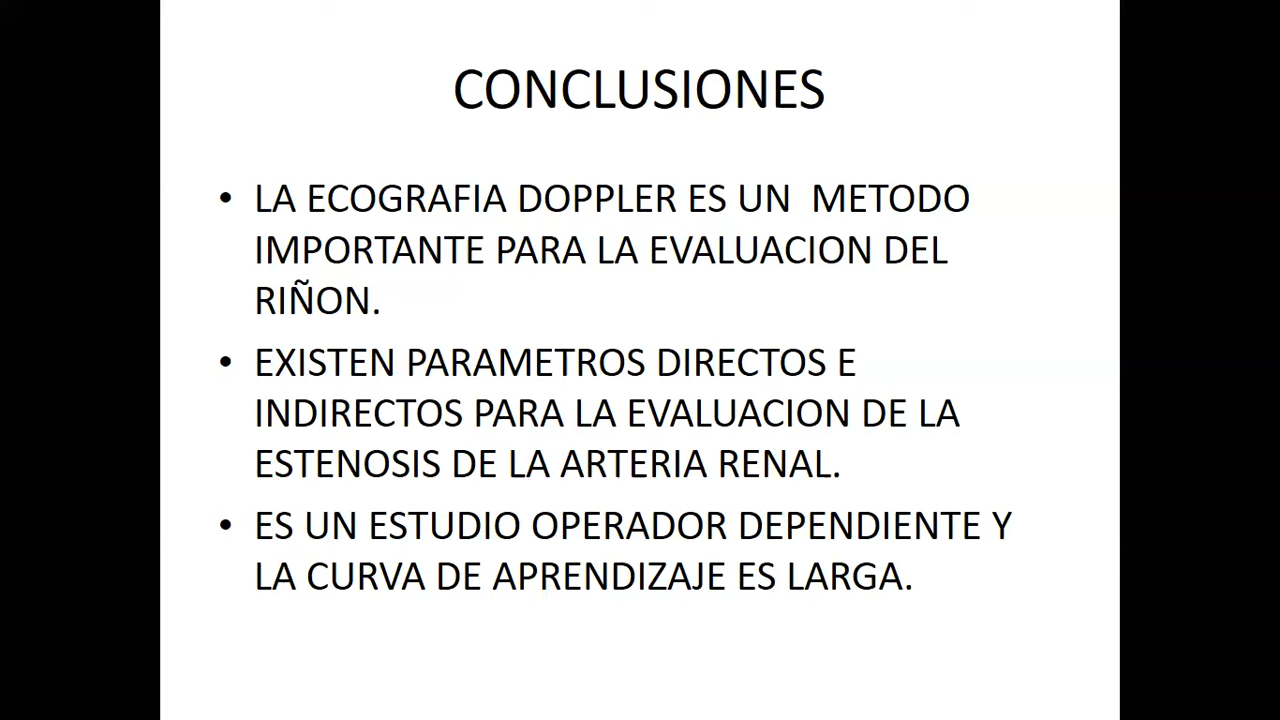 CONCLUSIONES
• LA ECOGRAFIA DOPPLER ES UN METODO
IMPORTANTE PARA LA EVALUACION DEL
RIÑON.
• EXISTEN PARAMETROS DIRECTOS E
INDIRECTOS PARA LA EVALUACION DE LA
ESTENOSIS DE LA ARTERIA RENAL.
• ES UN ESTUDIO OPERADOR DEPENDIENTE Y
LA CURVA DE APRENDIZAJE ES LARGA.